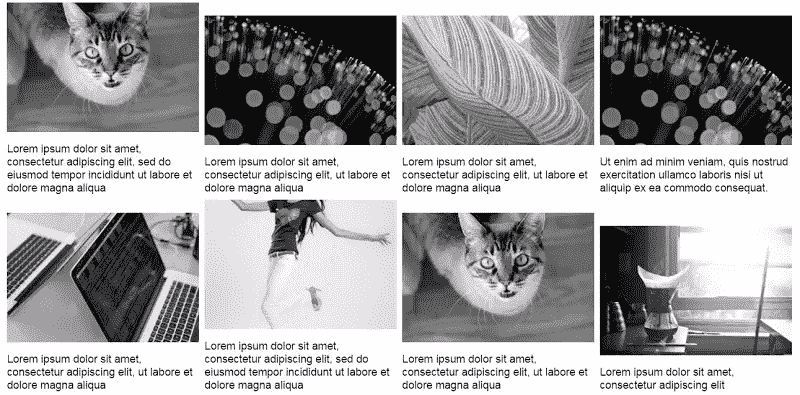 Lorem ipsum dolor sit amet,
consectetur adipiscing elit, sed do
eiusmod tempor incididunt ut labore et
dolore magna aliqua
Lorem ipsum dolor sit amet,
consectetur adipiscing elit, ut labore et
dolore magna aliqua
Lorem ipsum dolor sit amet,
consectetur adipiscing elit, ut labore et
dolore magna aliqua
Ut enim ad minim veniam, quis nostrud
exercitation ullamco laboris nisi ut
aliquip ex ea commodo consequat.
Lorem ipsum dolor sit amet,
consectetur adipiscing elit, ut labore et
dolore magna aliqua
Lorem ipsum dolor sit amet,
consectetur adipiscing elit, sed do
eiusmod tempor incididunt ut labore et
dolore magna aliqua
Lorem ipsum dolor sit amet,
consectetur adipiscing elit, ut labore et
dolore magna aliqua
Lorem ipsum dolor sit amet,
consectetur adipiscing elit